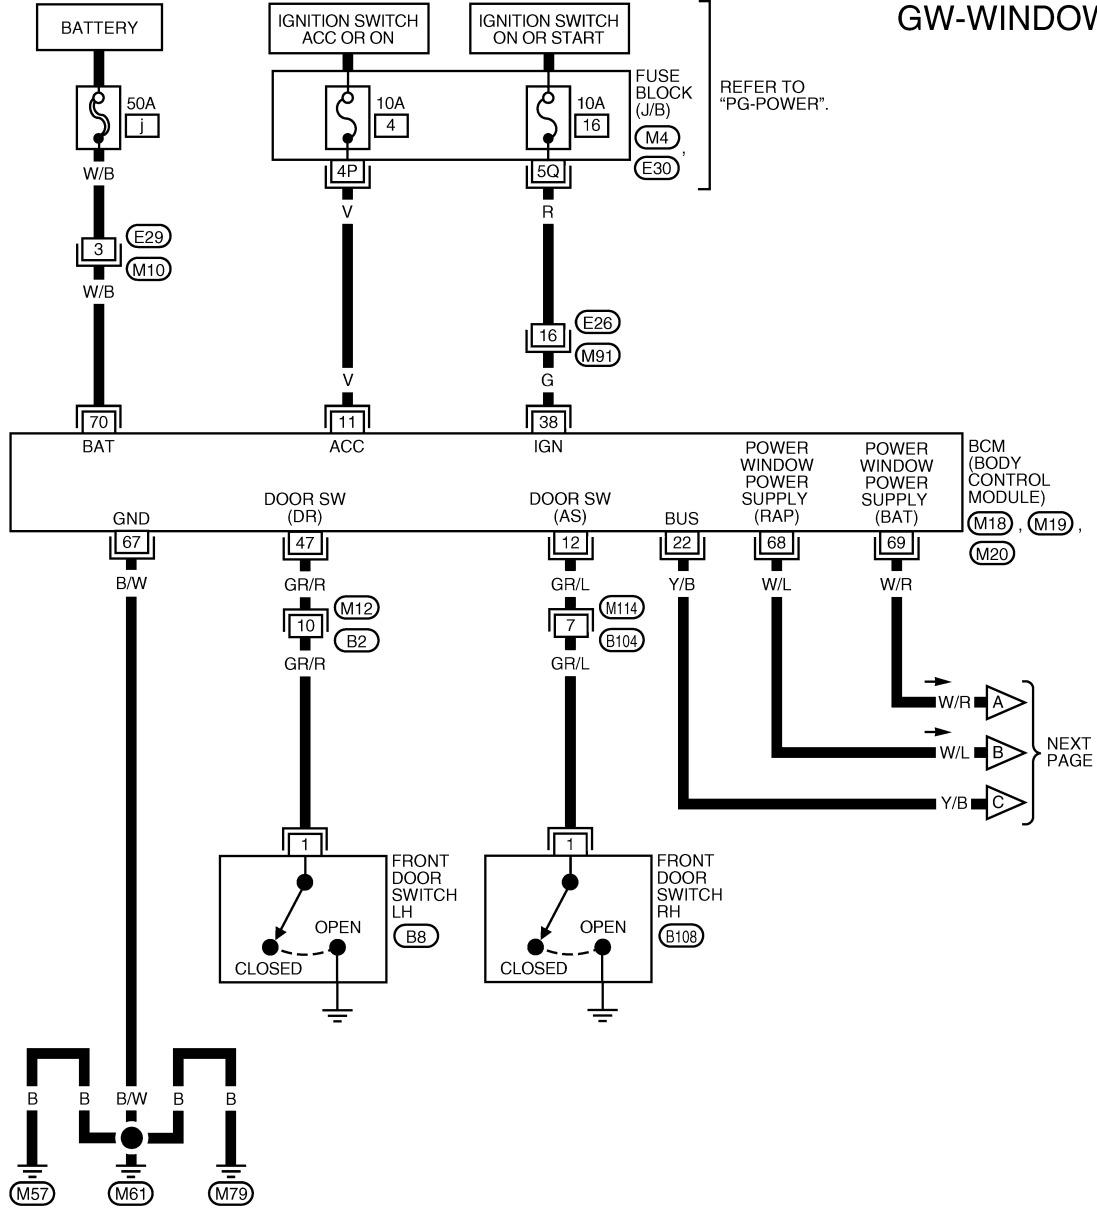 GW-WINDOW
BATTERY
IGNITION SWITCH
ACC OR ON
IGNITION SWITCH
ON OR START
50A
j
10A
4
10A
16
FUSE
BLOCK
(J/B)
M4 ,
E30
REFER TO
“PG-POWER”.
W/B
4P
5Q
V
R
3
E29
M10
W/B
16
E26
M91
V
G
70
11
38
BAT
ACC
IGN
POWER
WINDOW
POWER
SUPPLY
(RAP)
POWER
WINDOW
POWER
SUPPLY
(BAT)
BCM
(BODY
CONTROL
MODULE)
M18 , M19 ,
M20
GND
DOOR SW
(DR)
DOOR SW
(AS)
BUS
67
47
12
22
68
69
B/W
GR/R
GR/L
Y/B
W/L
W/R
10
M12
B2
7
M114
B104
GR/R
GR/L
W/R
A
W/L
B
Y/B
C
NEXT
PAGE
1
1
FRONT
DOOR
SWITCH
LH
B8
OPEN
CLOSED
FRONT
DOOR
SWITCH
RH
B108
OPEN
CLOSED
B
B
B/W
B
B
M57
M61
M79